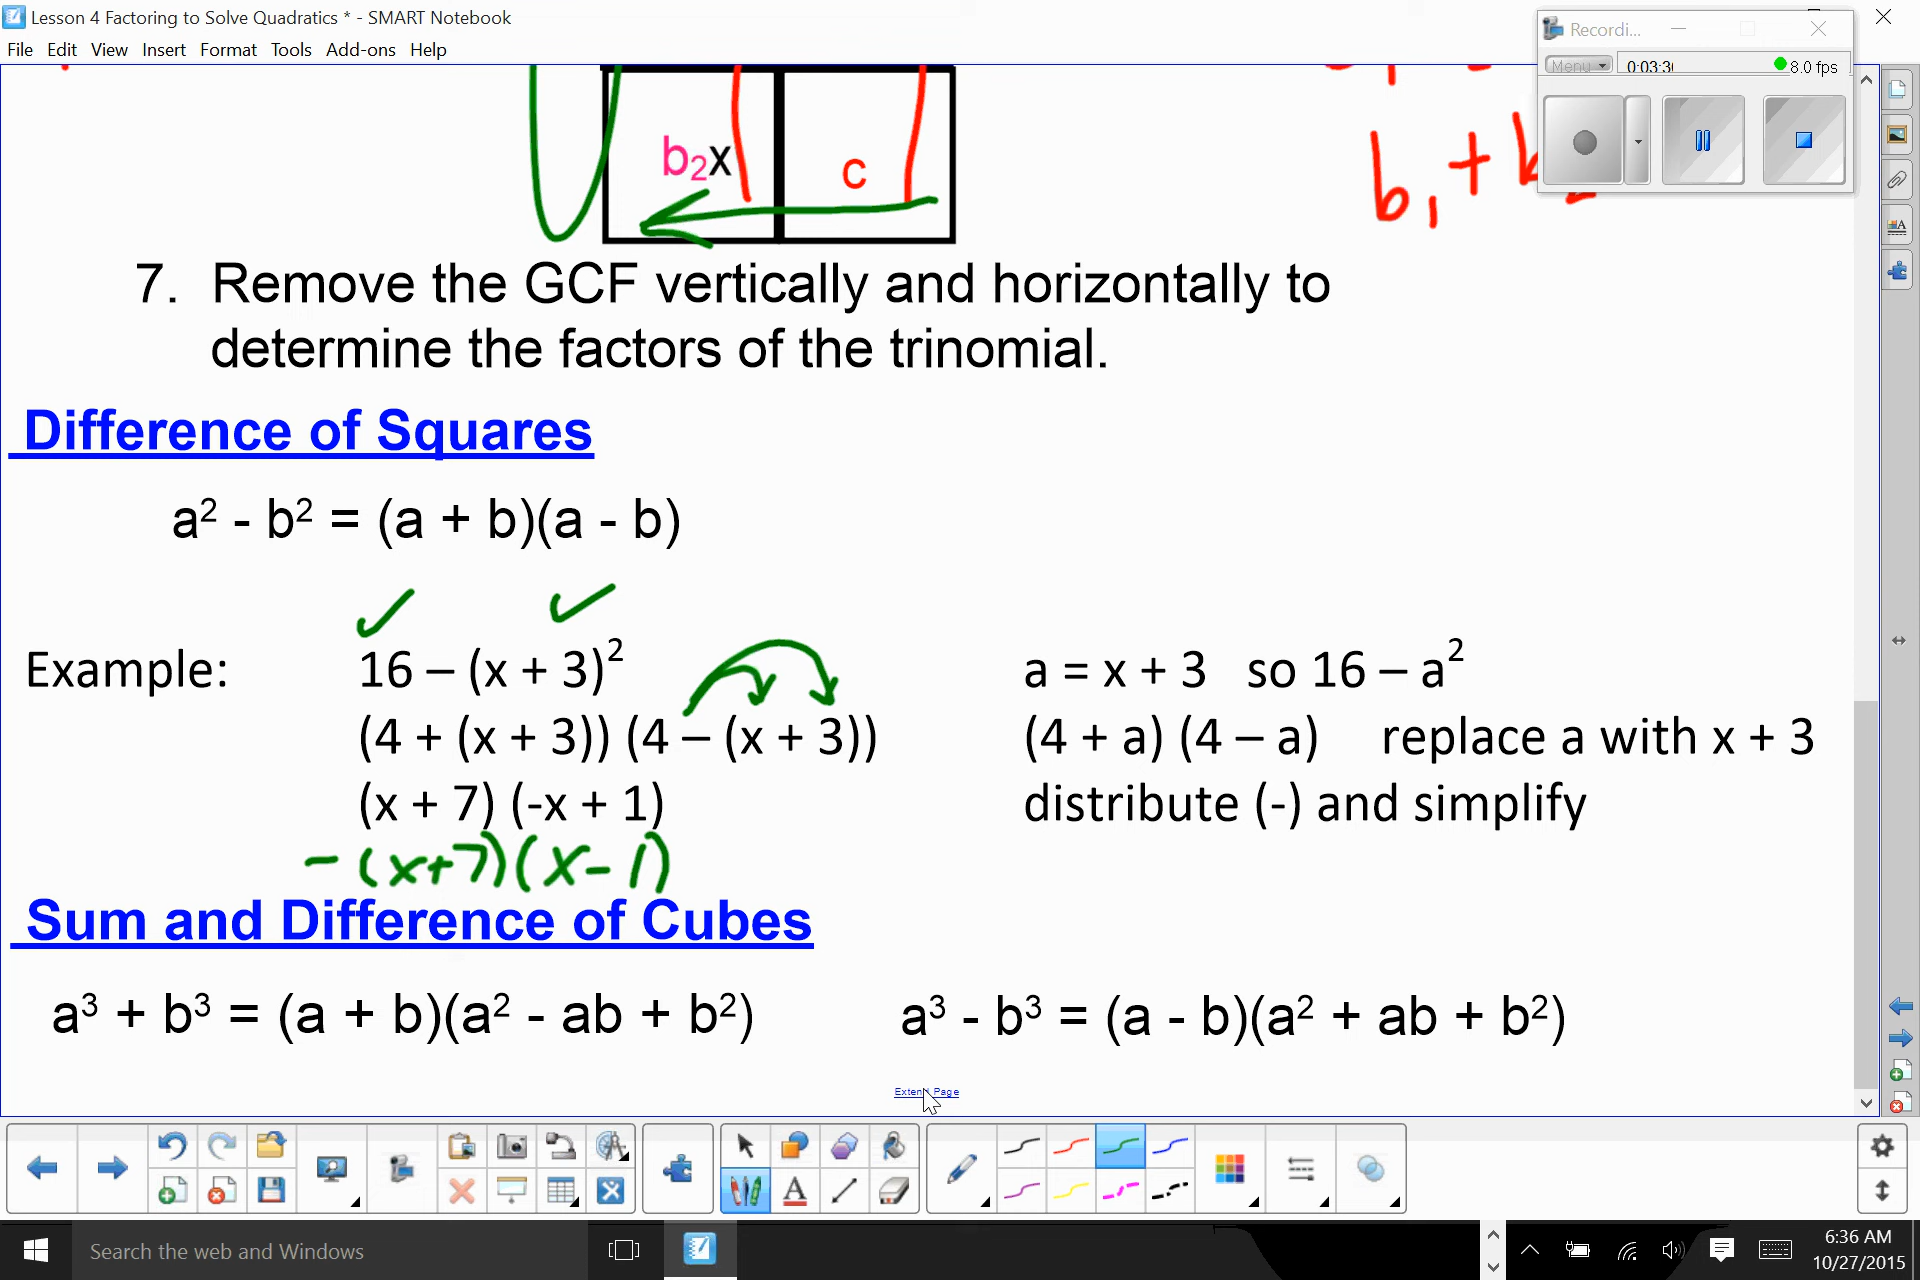 Lesson 4 Factoring to Solve Quadratics * - SMART Notebook
File Edit View Insert Format Tools Add-ons Help
Recordi...
Menu 0:03:3 8.0 fps
b₂x c
b₁ + b
7. Remove the GCF vertically and horizontally to
determine the factors of the trinomial.
Difference of Squares
a² - b² = (a + b)(a - b)
Example: 16 – (x + 3)² a = x + 3 so 16 – a²
(4 + (x + 3)) (4 – (x + 3)) (4 + a) (4 – a) replace a with x + 3
(x + 7) (-x + 1) distribute (-) and simplify
- (x+7)(x-1)
Sum and Difference of Cubes
a³ + b³ = (a + b)(a² - ab + b²) a³ - b³ = (a - b)(a² + ab + b²)
Extend Page
Search the web and Windows
6:36 AM
10/27/2015